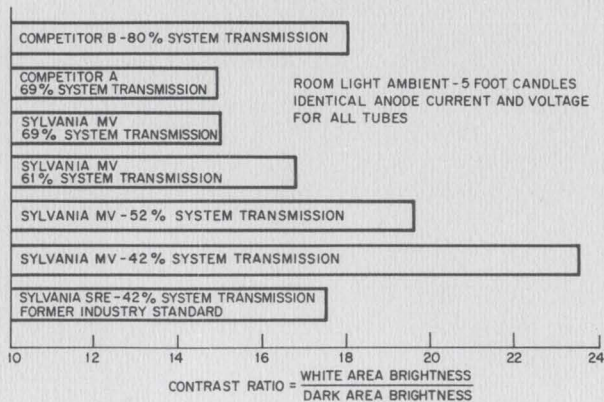 COMPETITOR B-80% SYSTEM TRANSMISSION
COMPETITOR A
69% SYSTEM TRANSMISSION
SYLVANIA MV
69% SYSTEM TRANSMISSION
SYLVANIA MV
61% SYSTEM TRANSMISSION
SYLVANIA MV-52% SYSTEM TRANSMISSION
SYLVANIA MV-42% SYSTEM TRANSMISSION
SYLVANIA SRE-42% SYSTEM TRANSMISSION
FORMER INDUSTRY STANDARD
ROOM LIGHT AMBIENT-5 FOOT CANDLES
IDENTICAL ANODE CURRENT AND VOLTAGE
FOR ALL TUBES
10 12 14 16 18 20 22 24
CONTRAST RATIO = WHITE AREA BRIGHTNESS
DARK AREA BRIGHTNESS